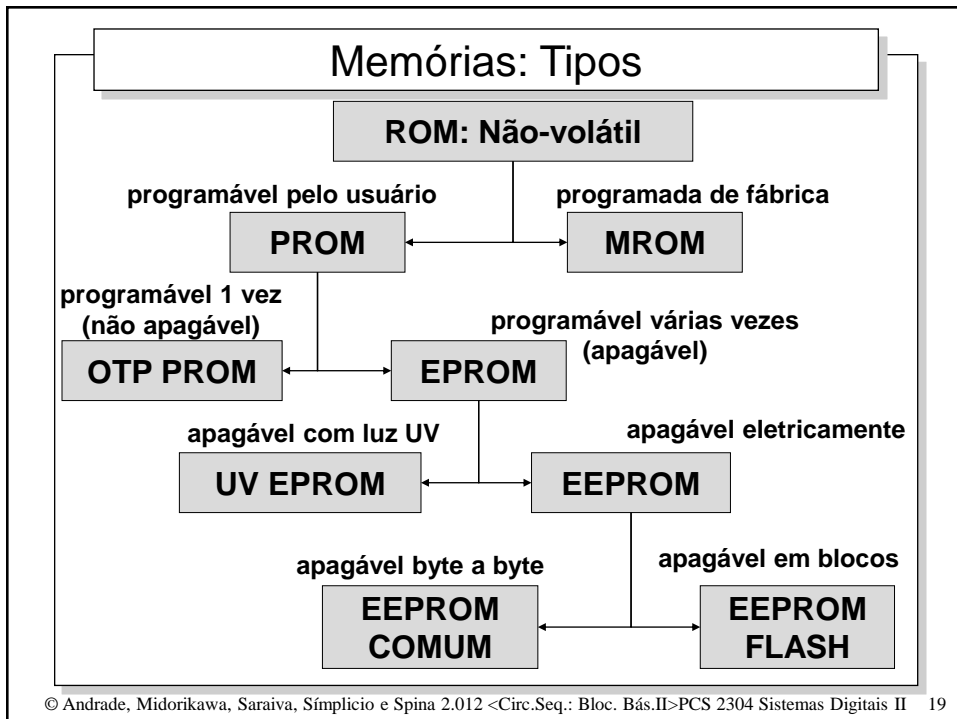 Memórias: Tipos
ROM: Não-volátil
programável pelo usuário
programada de fábrica
PROM
MROM
programável 1 vez
(não apagável)
programável várias vezes
(apagável)
OTP PROM
EPROM
apagável com luz UV
apagável eletricamente
UV EPROM
EEPROM
apagável byte a byte
apagável em blocos
EEPROM
COMUM
EEPROM
FLASH
© Andrade, Midorikawa, Saraiva, Símplicio e Spina 2.012 <Circ.Seq.: Bloc. Bás.II>PCS 2304 Sistemas Digitais II 19